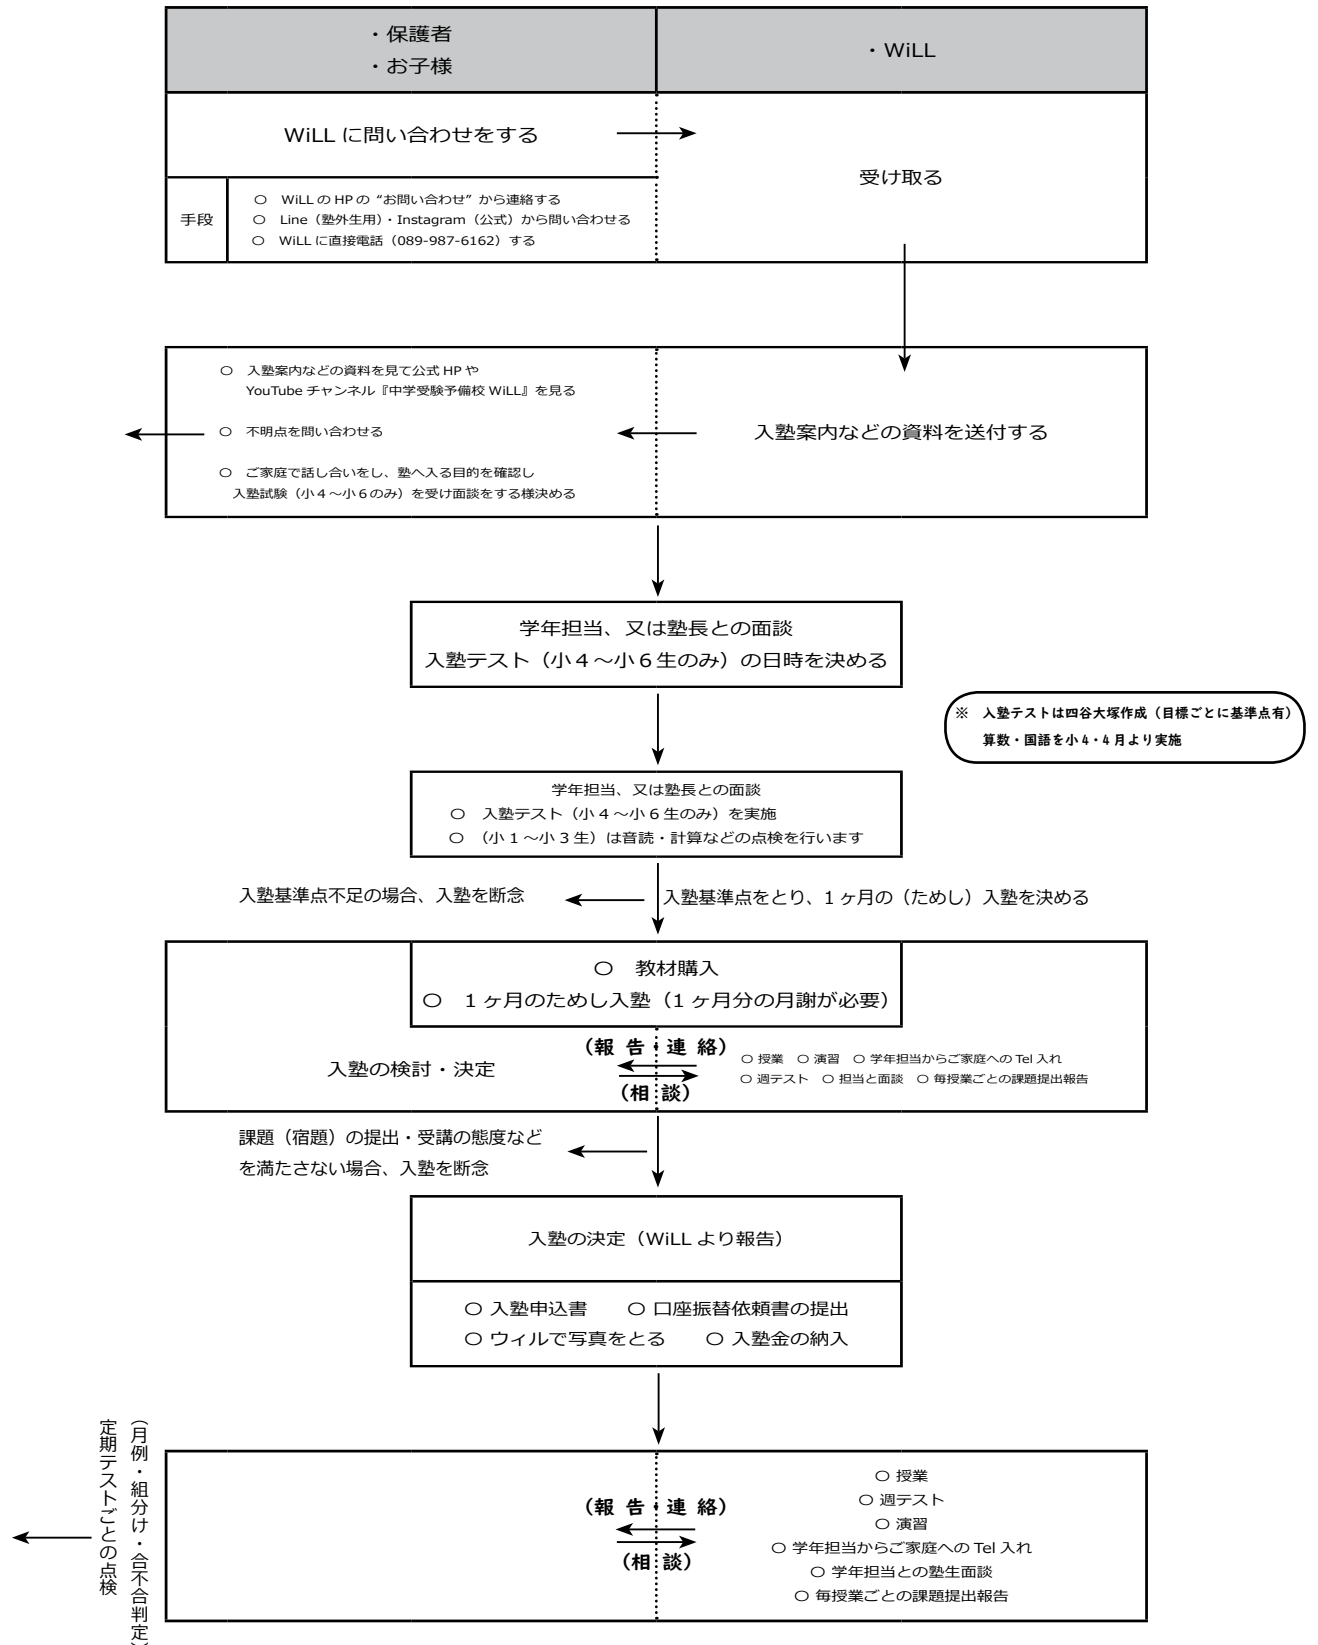 ・保護者
・お子様
・WiLL
WiLL に問い合わせをする
受け取る
手段
○ WiLL の HP の“お問い合わせ”から連絡する
○ Line（塾外生用）・Instagram（公式）から問い合わせる
○ WiLL に直接電話（089-987-6162）する
○ 入塾案内などの資料を見て公式 HP や
YouTube チャンネル『中学受験予備校 WiLL』を見る
○ 不明点を問い合わせる
○ ご家庭で話し合いをし、塾へ入る目的を確認し
入塾試験（小４～小６のみ）を受け面談をする様決める
入塾案内などの資料を送付する
学年担当、又は塾長との面談
入塾テスト（小４～小６生のみ）の日時を決める
※ 入塾テストは四谷大塚作成（目標ごとに基準点有）
算数・国語を小４・４月より実施
学年担当、又は塾長との面談
○ 入塾テスト（小４～小６生のみ）を実施
○ （小１～小３生）は音読・計算などの点検を行います
入塾基準点不足の場合、入塾を断念
入塾基準点をとり、1 ヶ月の（ためし）入塾を決める
○ 教材購入
○ 1 ヶ月のためし入塾（1 ヶ月分の月謝が必要）
入塾の検討・決定
（報 告・連 絡）
（相 談）
○ 授業 ○ 演習 ○ 学年担当からご家庭への Tel 入れ
○ 週テスト ○ 担当と面談 ○ 毎授業ごとの課題提出報告
課題（宿題）の提出・受講の態度など
を満たさない場合、入塾を断念
入塾の決定（WiLL より報告）
○ 入塾申込書 ○ 口座振替依頼書の提出
○ ウィルで写真をとる ○ 入塾金の納入
（月例・組分け・合不合判定）
定期テストごとの点検
（報 告・連 絡）
（相 談）
○ 授業
○ 週テスト
○ 演習
○ 学年担当からご家庭への Tel 入れ
○ 学年担当との塾生面談
○ 毎授業ごとの課題提出報告